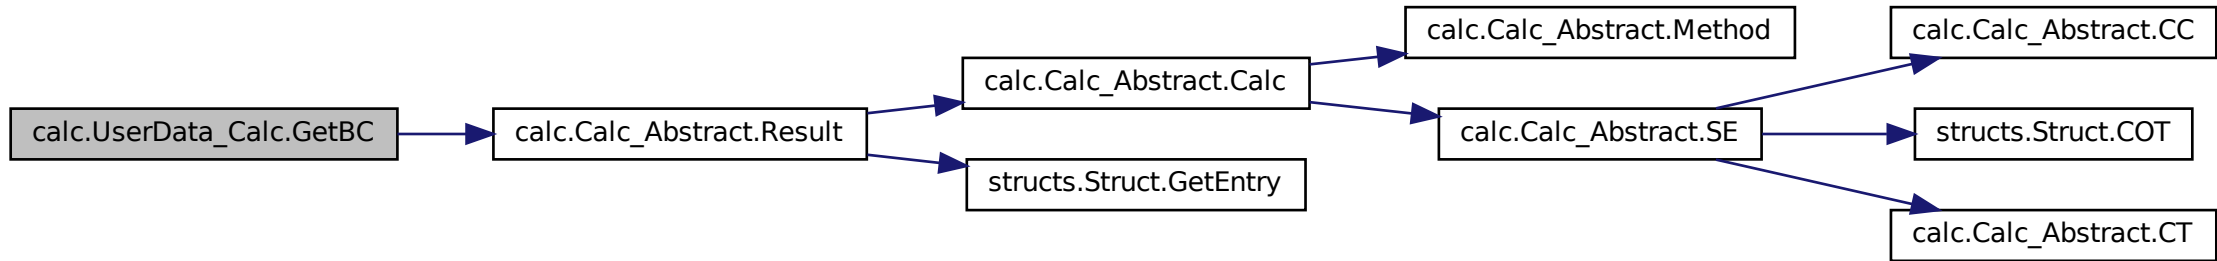 calc.UserData_Calc.GetBC
calc.Calc_Abstract.Result
calc.Calc_Abstract.Calc
structs.Struct.GetEntry
calc.Calc_Abstract.Method
calc.Calc_Abstract.SE
calc.Calc_Abstract.CC
structs.Struct.COT
calc.Calc_Abstract.CT